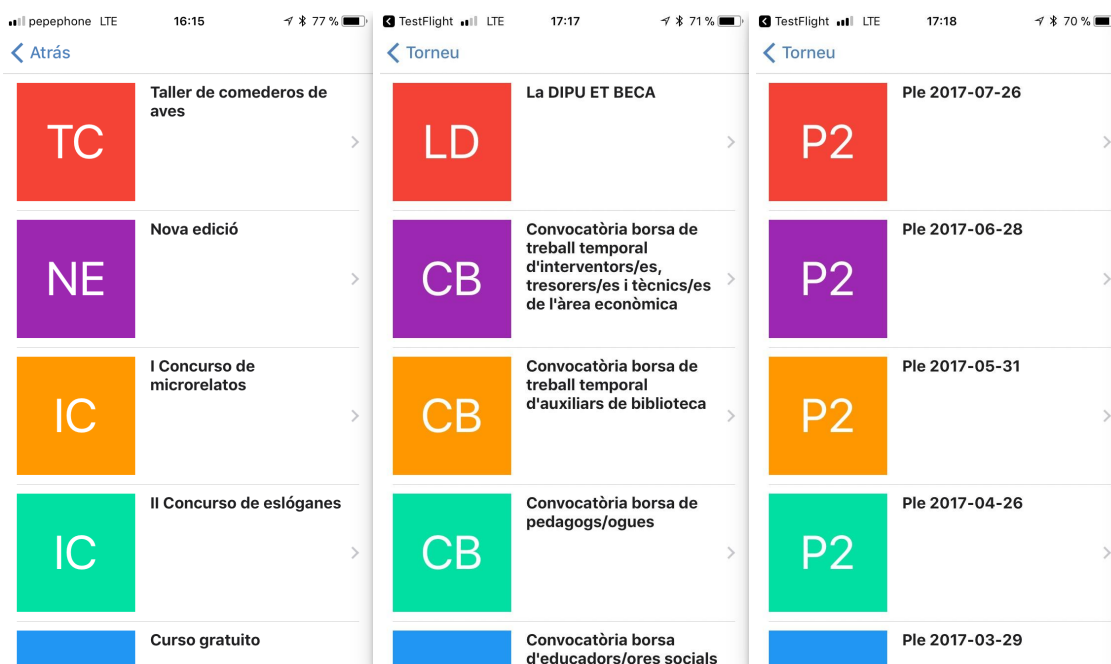 pepephone LTE 16:15 77 %
Atrás
TC
Taller de comederos de
aves
NE
Nova edició
IC
I Concurso de
microrelatos
IC
II Concurso de eslóganes
Curso gratuito
TestFlight LTE 17:17 71 %
Torneu
LD
La DIPU ET BECA
CB
Convocatòria borsa de
treball temporal
d'interventors/es,
tresorers/es i tècnics/es
de l'àrea econòmica
CB
Convocatòria borsa de
treball temporal
d'auxiliars de biblioteca
CB
Convocatòria borsa de
pedagogs/ogues
Convocatòria borsa
d'educadors/ores socials
TestFlight LTE 17:18 70 %
Torneu
P2
Ple 2017-07-26
P2
Ple 2017-06-28
P2
Ple 2017-05-31
P2
Ple 2017-04-26
Ple 2017-03-29